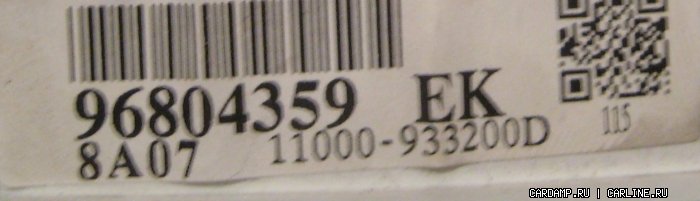 96804359 EK
8A07 11000-933200D 115
CARDAMP.RU | CARLINE.RU